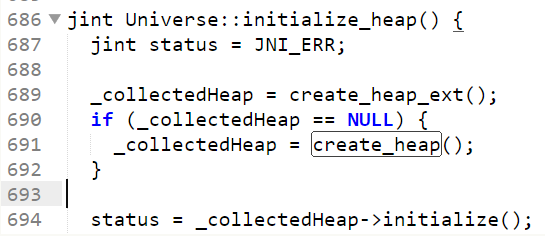 686 ▼ jint Universe::initialize_heap() {
687   jint status = JNI_ERR;
688
689   _collectedHeap = create_heap_ext();
690   if (_collectedHeap == NULL) {
691     _collectedHeap = create_heap();
692   }
693
694   status = _collectedHeap->initialize();